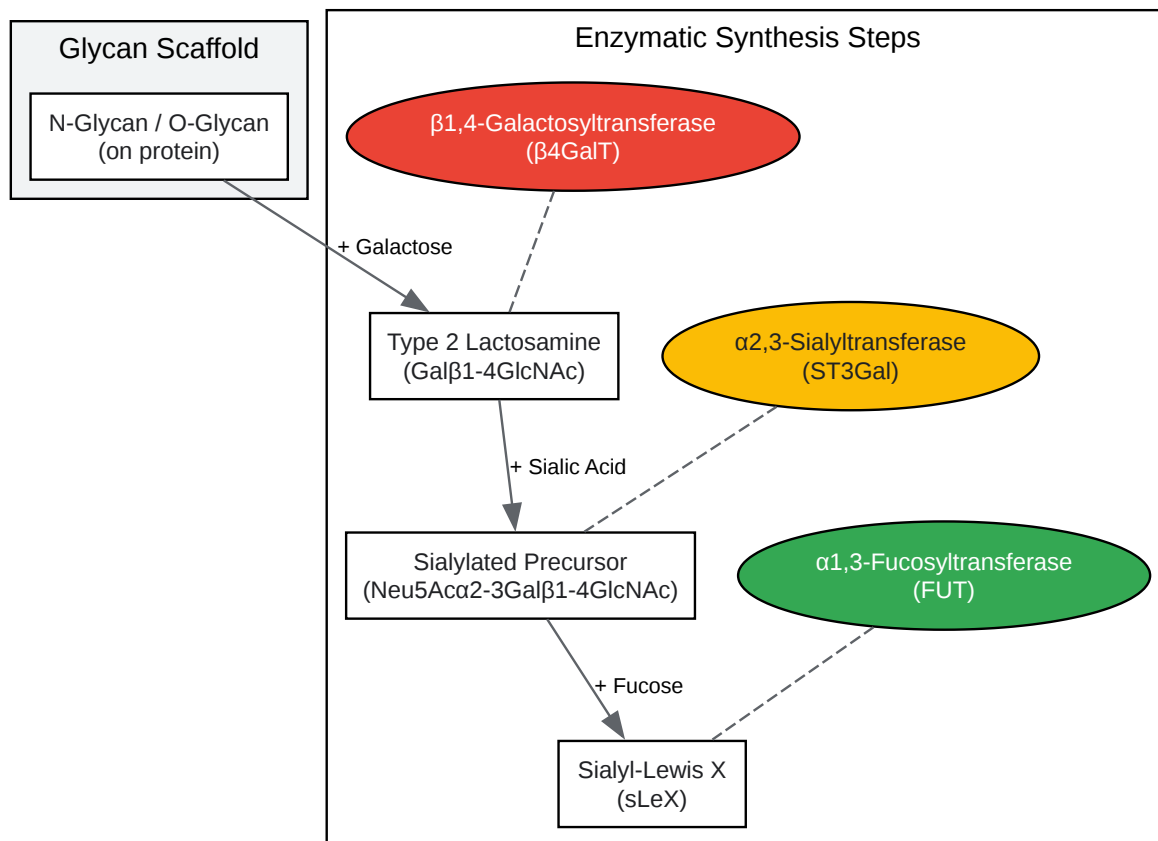 Glycan Scaffold
N-Glycan / O-Glycan
(on protein)
Enzymatic Synthesis Steps
β1,4-Galactosyltransferase
(β4GalT)
+ Galactose
Type 2 Lactosamine
(Galβ1-4GlcNAc)
α2,3-Sialyltransferase
(ST3Gal)
+ Sialic Acid
Sialylated Precursor
(Neu5Acα2-3Galβ1-4GlcNAc)
α1,3-Fucosyltransferase
(FUT)
+ Fucose
Sialyl-Lewis X
(sLeX)